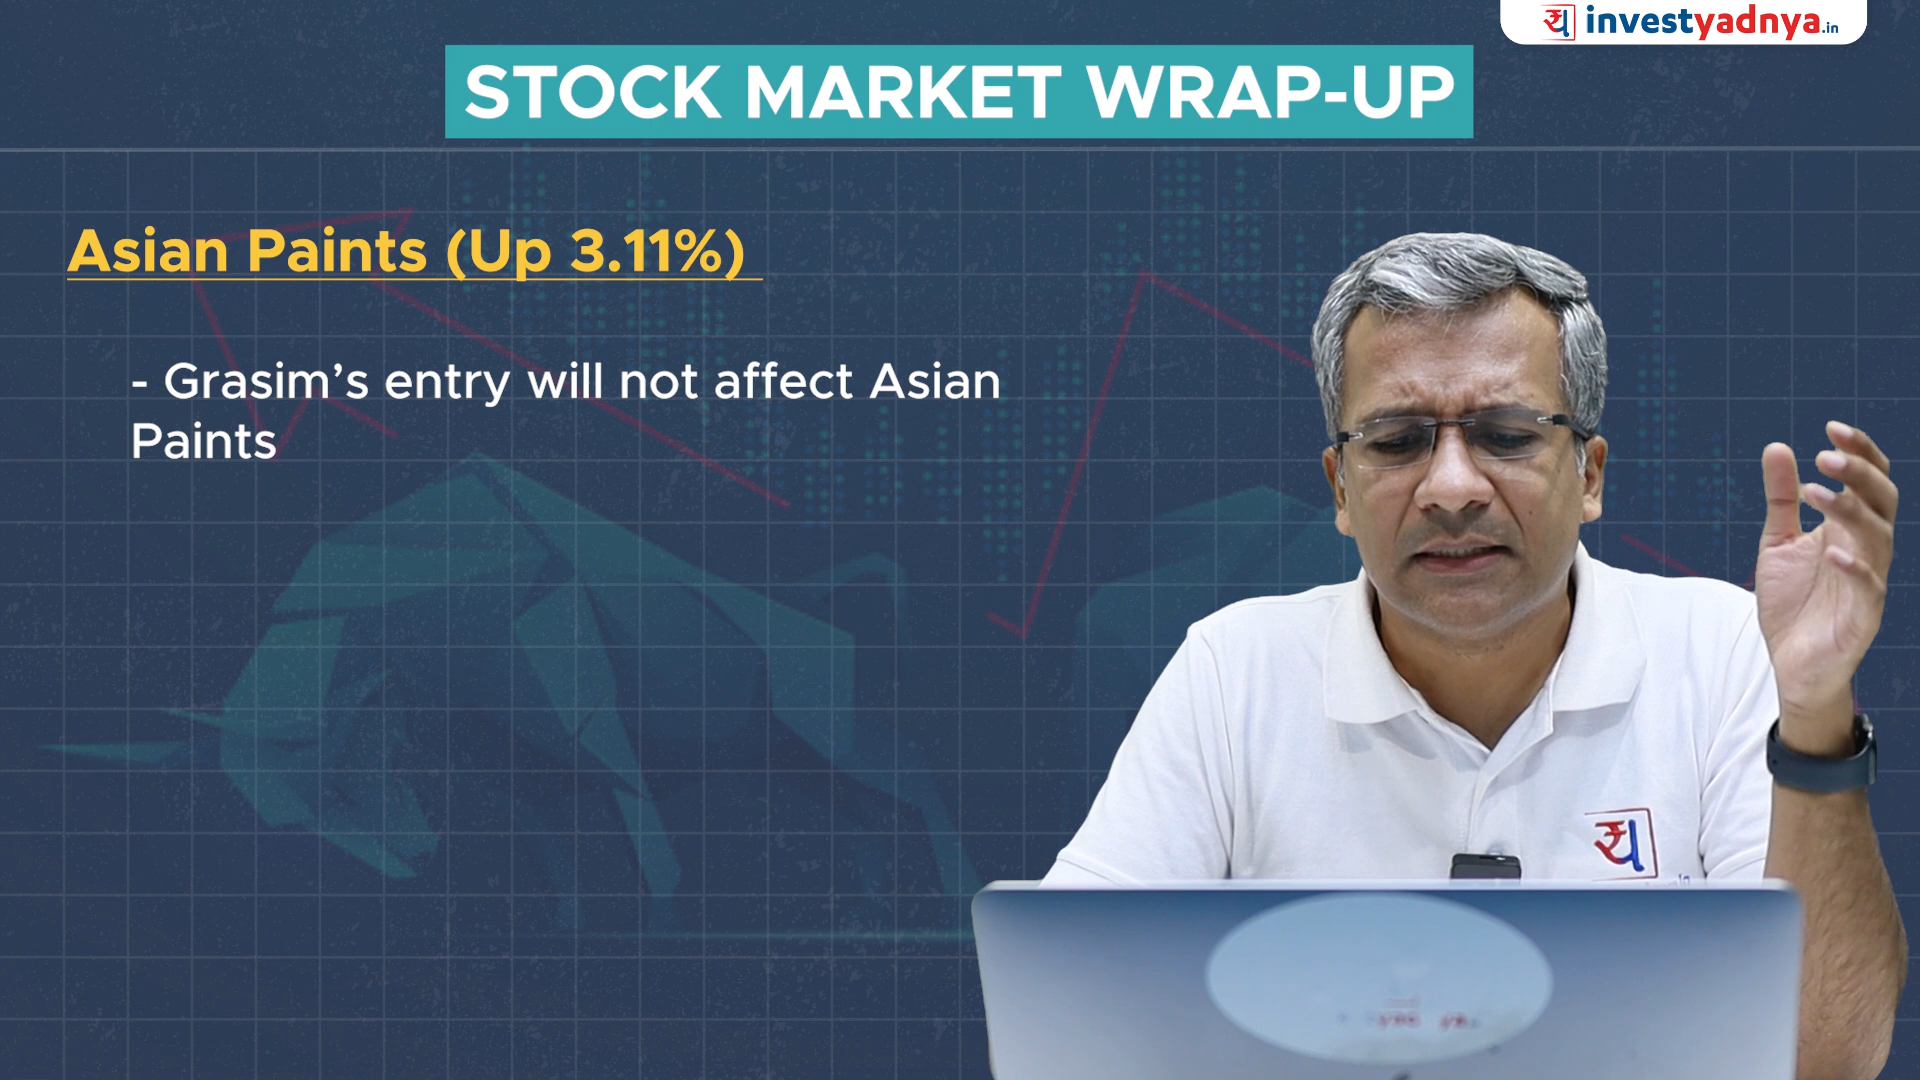 य investyadnya.in
STOCK MARKET WRAP-UP
Asian Paints (Up 3.11%)
- Grasim’s entry will not affect Asian
Paints
य